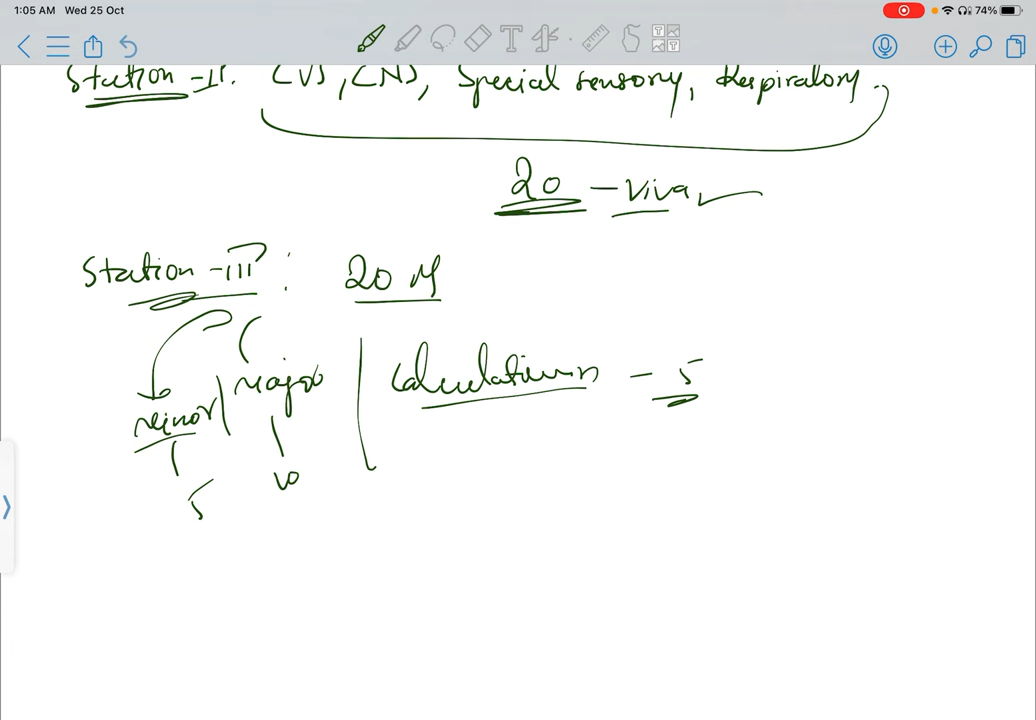 1:05 AM Wed 25 Oct 74%
Station-II: CVS, CNS, Special sensory, Respiratory.
20 - viva
Station-III: 20 M
minor major calculations - 5
5 10